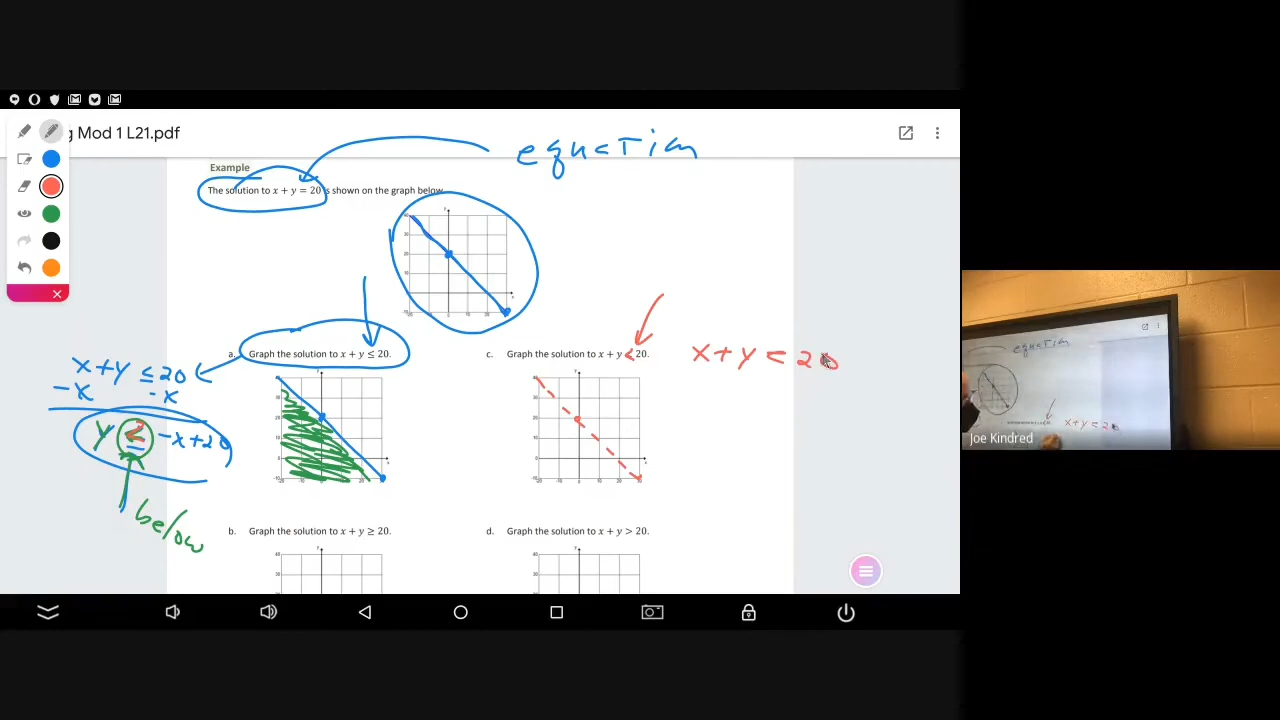 g Mod 1 L21.pdf
equation
Example
The solution to x + y = 20 is shown on the graph below.
a. Graph the solution to x + y ≤ 20.
c. Graph the solution to x + y < 20.
x+y < 20
x+y ≤ 20
-x -x
y ≤ -x+20
below
b. Graph the solution to x + y ≥ 20.
d. Graph the solution to x + y > 20.
equation
x+y < 20
Joe Kindred